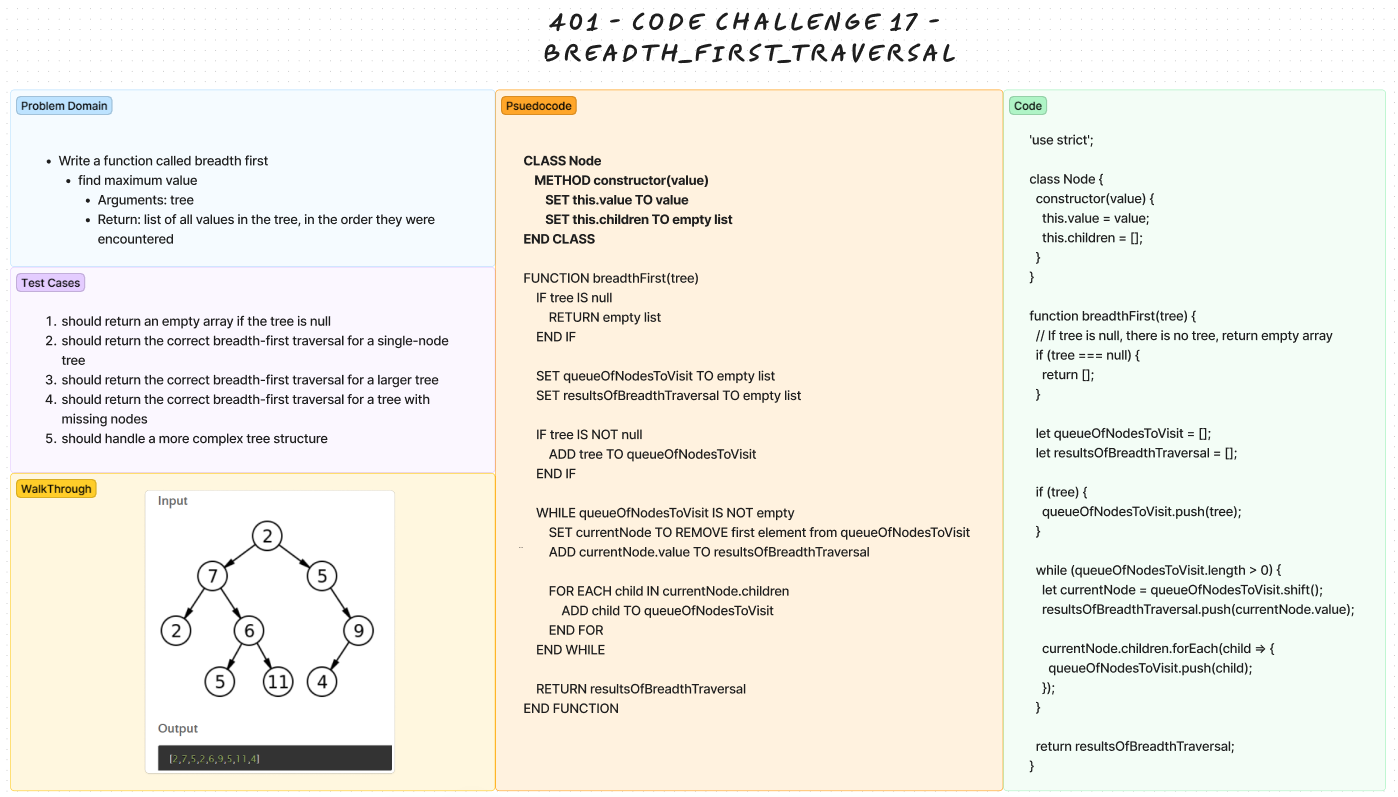 401 - CODE CHALLENGE 17 -
BREADTH_FIRST_TRAVERSAL
Problem Domain
• Write a function called breadth first
• find maximum value
• Arguments: tree
• Return: list of all values in the tree, in the order they were
encountered
Test Cases
1. should return an empty array if the tree is null
2. should return the correct breadth-first traversal for a single-node
tree
3. should return the correct breadth-first traversal for a larger tree
4. should return the correct breadth-first traversal for a tree with
missing nodes
5. should handle a more complex tree structure
WalkThrough
Input
2
7 5
2 6 9
5 11 4
Output
[2,7,5,2,6,9,5,11,4]
Psuedocode
CLASS Node
METHOD constructor(value)
SET this.value TO value
SET this.children TO empty list
END CLASS
FUNCTION breadthFirst(tree)
IF tree IS null
RETURN empty list
END IF
SET queueOfNodesToVisit TO empty list
SET resultsOfBreadthTraversal TO empty list
IF tree IS NOT null
ADD tree TO queueOfNodesToVisit
END IF
WHILE queueOfNodesToVisit IS NOT empty
SET currentNode TO REMOVE first element from queueOfNodesToVisit
ADD currentNode.value TO resultsOfBreadthTraversal
FOR EACH child IN currentNode.children
ADD child TO queueOfNodesToVisit
END FOR
END WHILE
RETURN resultsOfBreadthTraversal
END FUNCTION
Code
'use strict';
class Node {
constructor(value) {
this.value = value;
this.children = [];
}
}
function breadthFirst(tree) {
// If tree is null, there is no tree, return empty array
if (tree === null) {
return [];
}
let queueOfNodesToVisit = [];
let resultsOfBreadthTraversal = [];
if (tree) {
queueOfNodesToVisit.push(tree);
}
while (queueOfNodesToVisit.length > 0) {
let currentNode = queueOfNodesToVisit.shift();
resultsOfBreadthTraversal.push(currentNode.value);
currentNode.children.forEach(child => {
queueOfNodesToVisit.push(child);
});
}
return resultsOfBreadthTraversal;
}